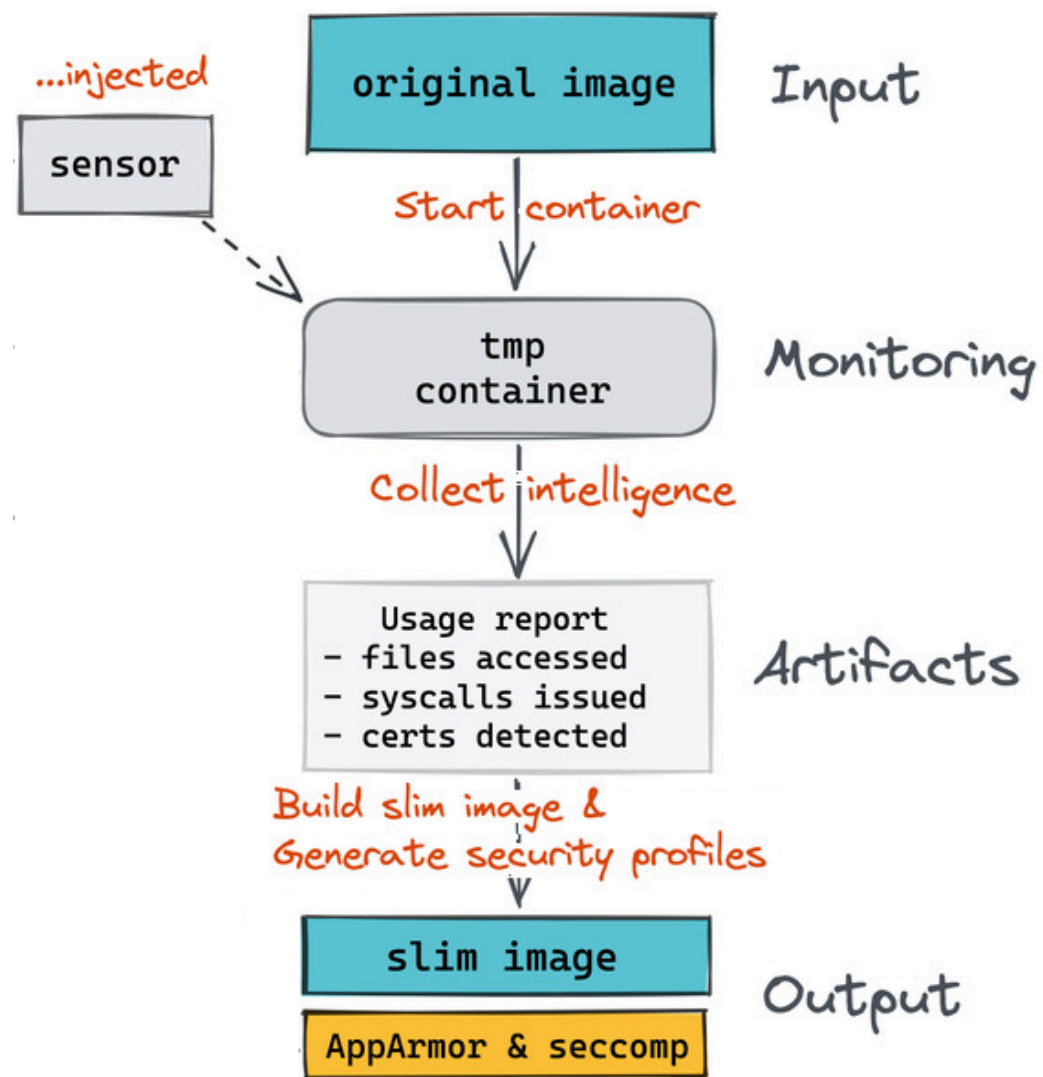 ...injected
original image
Input
sensor
Start container
tmp
container
Monitoring
Collect intelligence
Usage report
- files accessed
- syscalls issued
- certs detected
Artifacts
Build slim image &
Generate security profiles
slim image
Output
AppArmor & seccomp